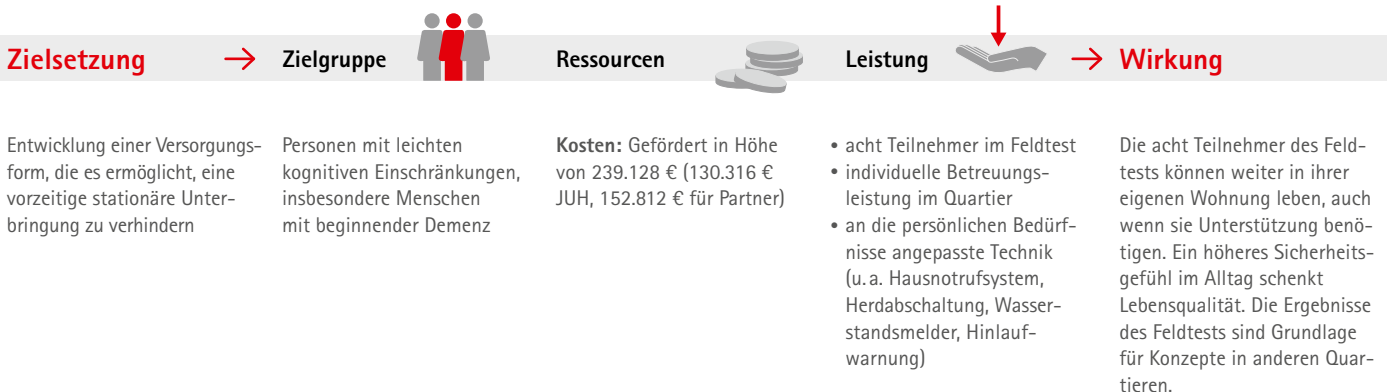 Zielsetzung
Zielgruppe
Ressourcen
Leistung
Wirkung
Entwicklung einer Versorgungs-
form, die es ermöglicht, eine
vorzeitige stationäre Unter-
bringung zu verhindern
Personen mit leichten
kognitiven Einschränkungen,
insbesondere Menschen
mit beginnender Demenz
Kosten: Gefördert in Höhe
von 239.128 € (130.316 €
JUH, 152.812 € für Partner)
• acht Teilnehmer im Feldtest
• individuelle Betreuungs-
leistung im Quartier
• an die persönlichen Bedürf-
nisse angepasste Technik
(u. a. Hausnotrufsystem,
Herdabschaltung, Wasser-
standsmelder, Hinlauf-
warnung)
Die acht Teilnehmer des Feld-
tests können weiter in ihrer
eigenen Wohnung leben, auch
wenn sie Unterstützung benö-
tigen. Ein höheres Sicherheits-
gefühl im Alltag schenkt
Lebensqualität. Die Ergebnisse
des Feldtests sind Grundlage
für Konzepte in anderen Quar-
tieren.